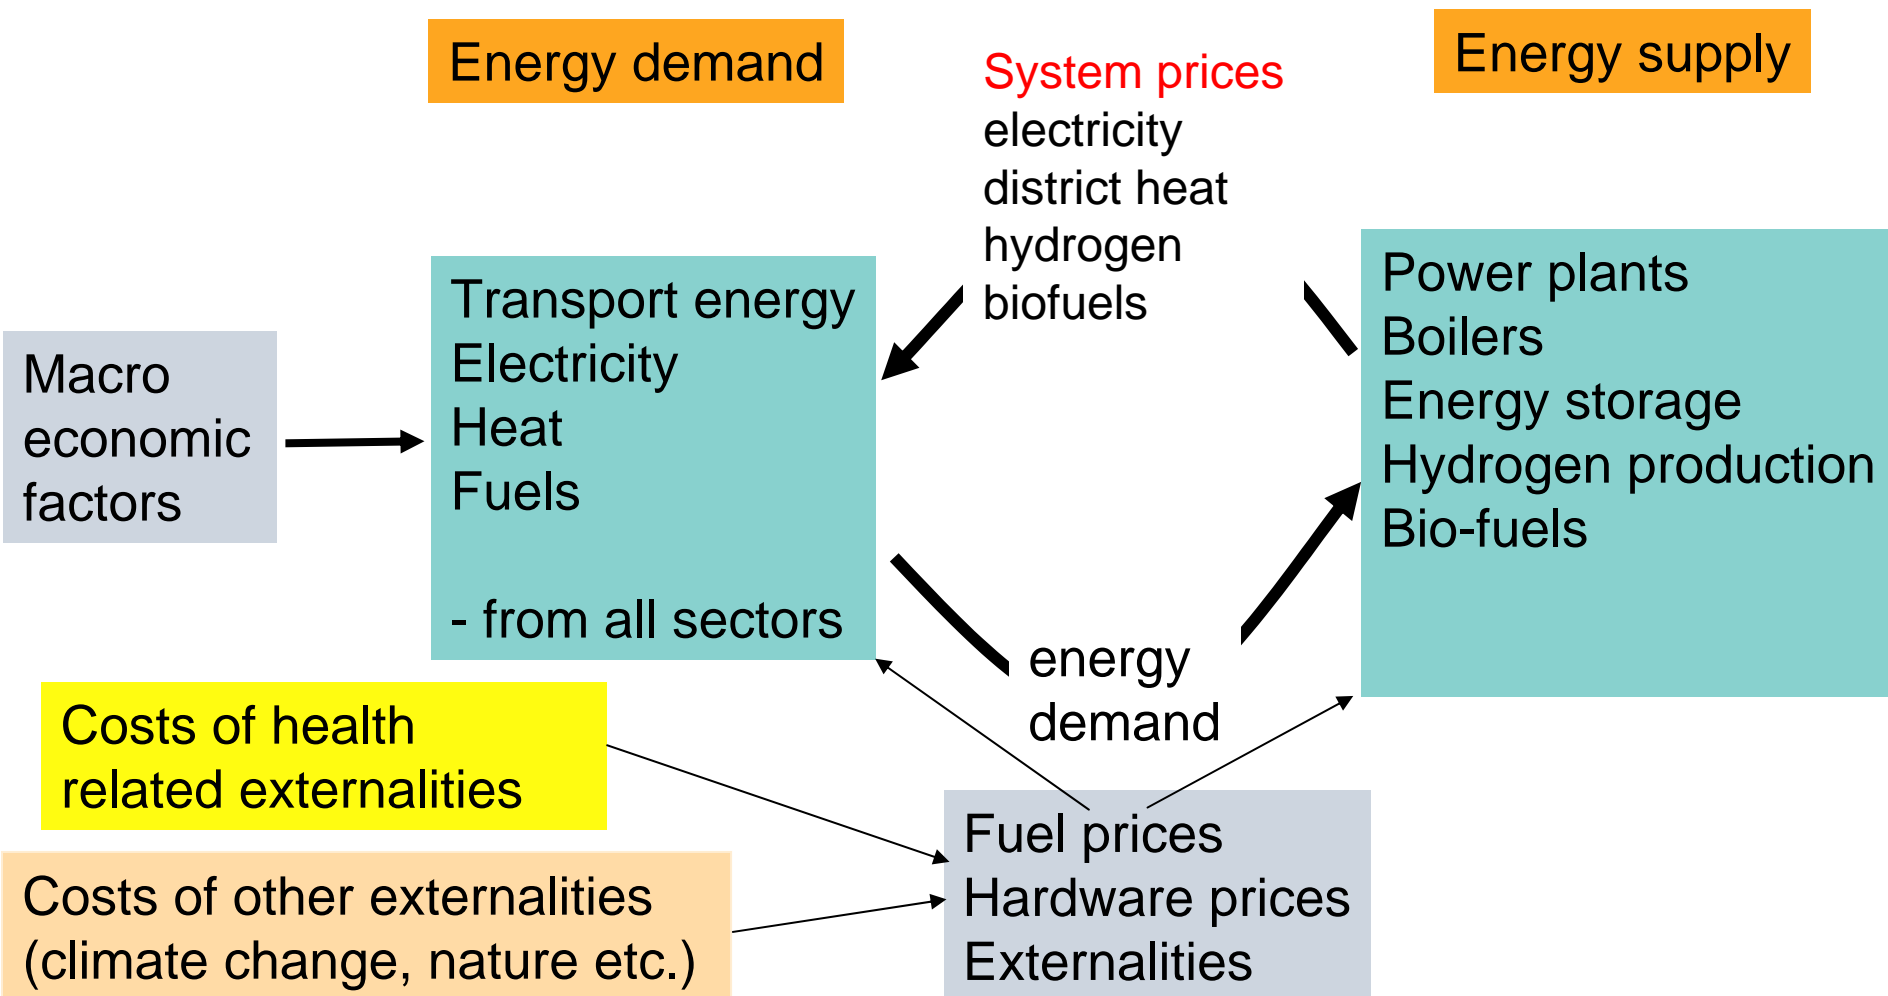 Energy demand
System prices
electricity
district heat
hydrogen
biofuels
Energy supply
Macro
economic
factors
Transport energy
Electricity
Heat
Fuels
- from all sectors
Power plants
Boilers
Energy storage
Hydrogen production
Bio-fuels
energy
demand
Costs of health
related externalities
Costs of other externalities
(climate change, nature etc.)
Fuel prices
Hardware prices
Externalities